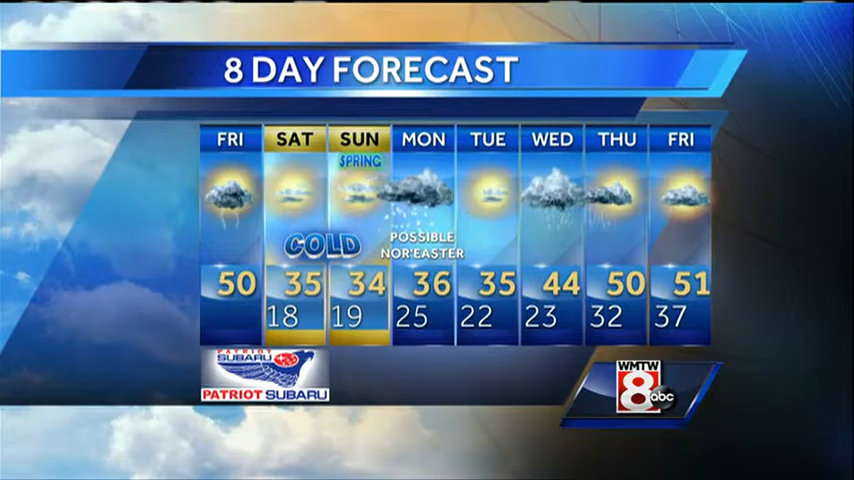 8 DAY FORECAST
FRI SAT SUN MON TUE WED THU FRI
SPRING
COLD
POSSIBLE
NOR'EASTER
50 35 34 36 35 44 50 51
18 19 25 22 23 32 37
PATRIOT
SUBARU
PATRIOT SUBARU
WMTW
8 abc